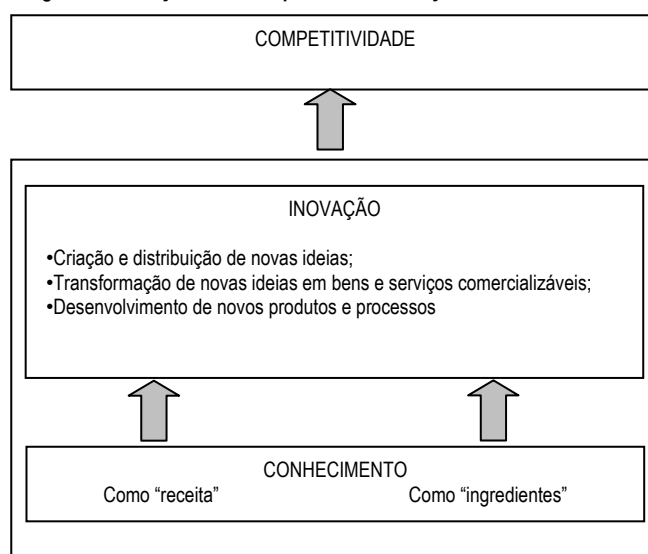 COMPETITIVIDADE
INOVAÇÃO
•Criação e distribuição de novas ideias;
•Transformação de novas ideias em bens e serviços comercializáveis;
•Desenvolvimento de novos produtos e processos
CONHECIMENTO
Como “receita” Como “ingredientes”